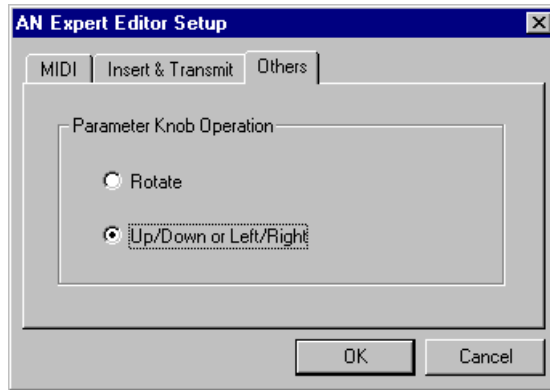 AN Expert Editor Setup
MIDI Insert & Transmit Others
Parameter Knob Operation
Rotate
Up/Down or Left/Right
OK Cancel